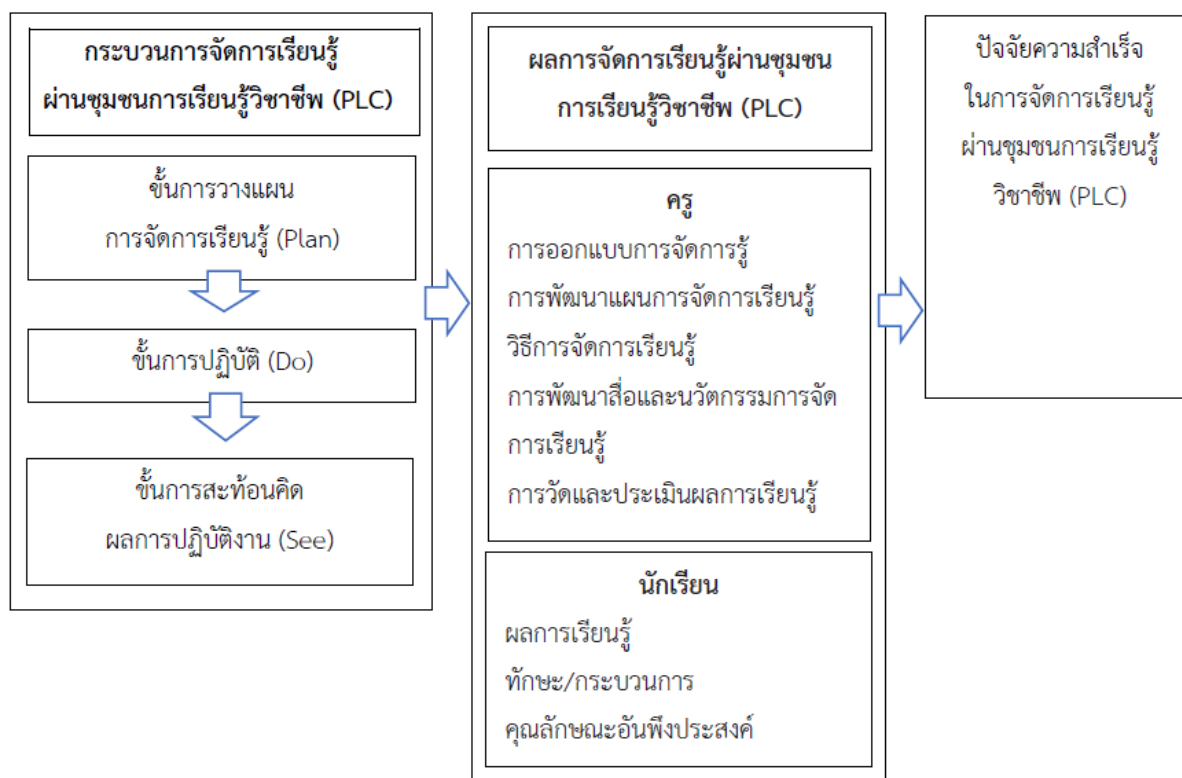 กระบวนการจัดการเรียนรู้
ผ่านชุมชนการเรียนรู้วิชาชีพ (PLC)
ขั้นการวางแผน
การจัดการเรียนรู้ (Plan)
ขั้นการปฏิบัติ (Do)
ขั้นการสะท้อนคิด
ผลการปฏิบัติงาน (See)
ผลการจัดการเรียนรู้ผ่านชุมชน
การเรียนรู้วิชาชีพ (PLC)
ครู
การออกแบบการจัดการรู้
การพัฒนาแผนการจัดการเรียนรู้
วิธีการจัดการเรียนรู้
การพัฒนาสื่อและนวัตกรรมการจัด
การเรียนรู้
การวัดและประเมินผลการเรียนรู้
นักเรียน
ผลการเรียนรู้
ทักษะ/กระบวนการ
คุณลักษณะอันพึงประสงค์
ปัจจัยความสำเร็จ
ในการจัดการเรียนรู้
ผ่านชุมชนการเรียนรู้
วิชาชีพ (PLC)